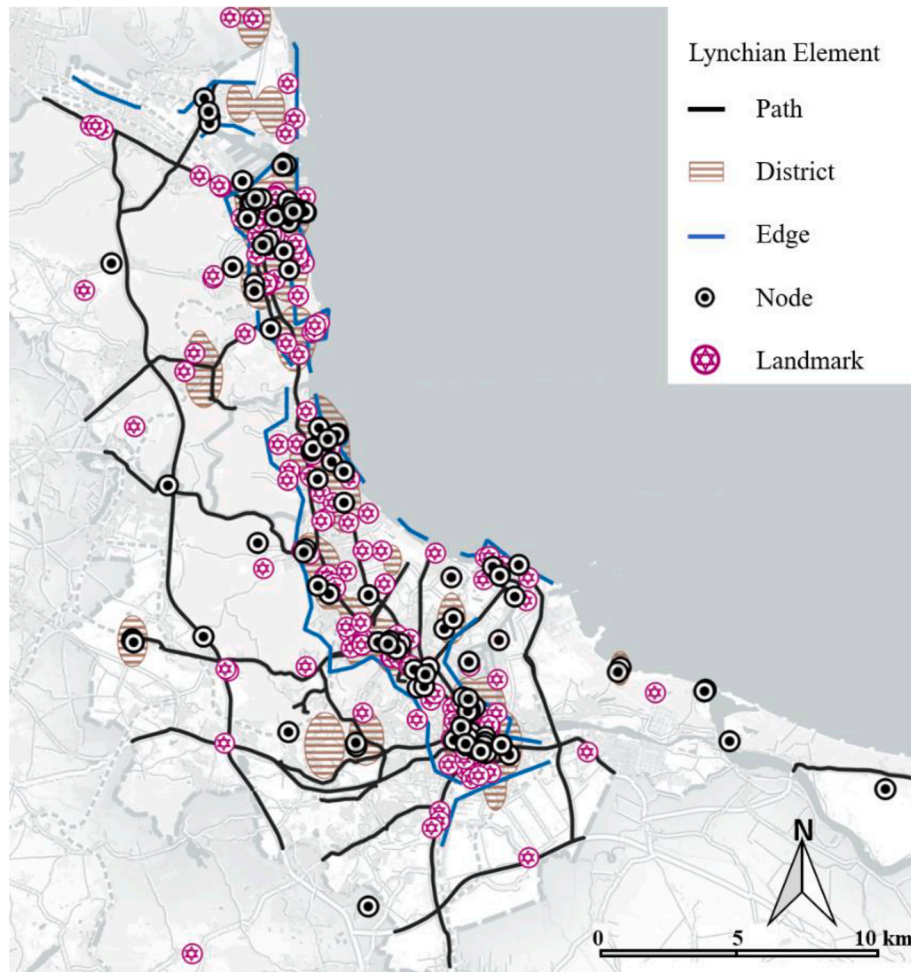 Lynchian Element
Path
District
Edge
Node
Landmark
N
0 5 10 km